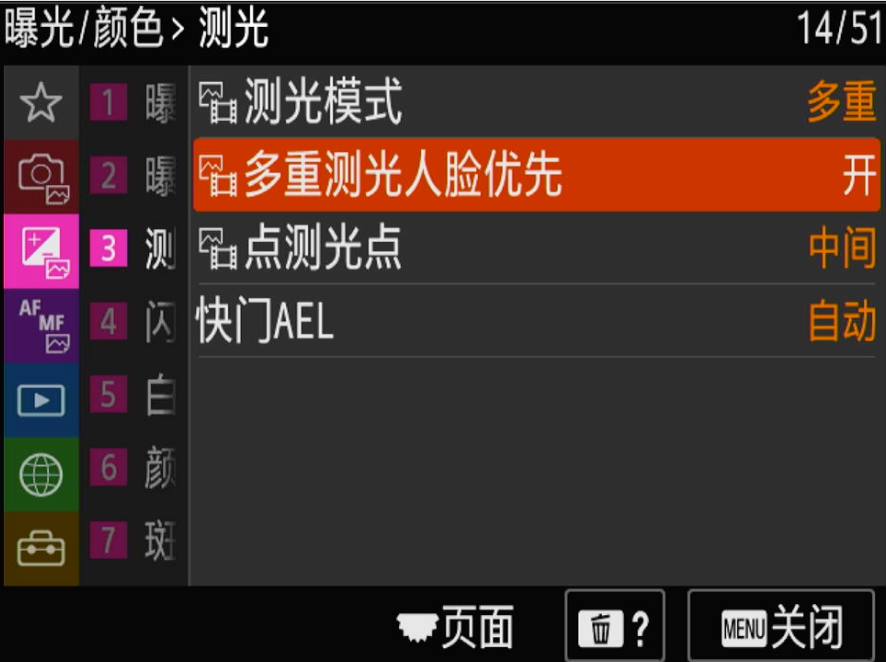 曝光/颜色> 测光 14/51
1 曝
2 曝
3 测
4 闪
5 白
6 颜
7 斑
测光模式 多重
多重测光人脸优先 开
点测光点 中间
快门AEL 自动
AF MF
页面 ? MENU关闭